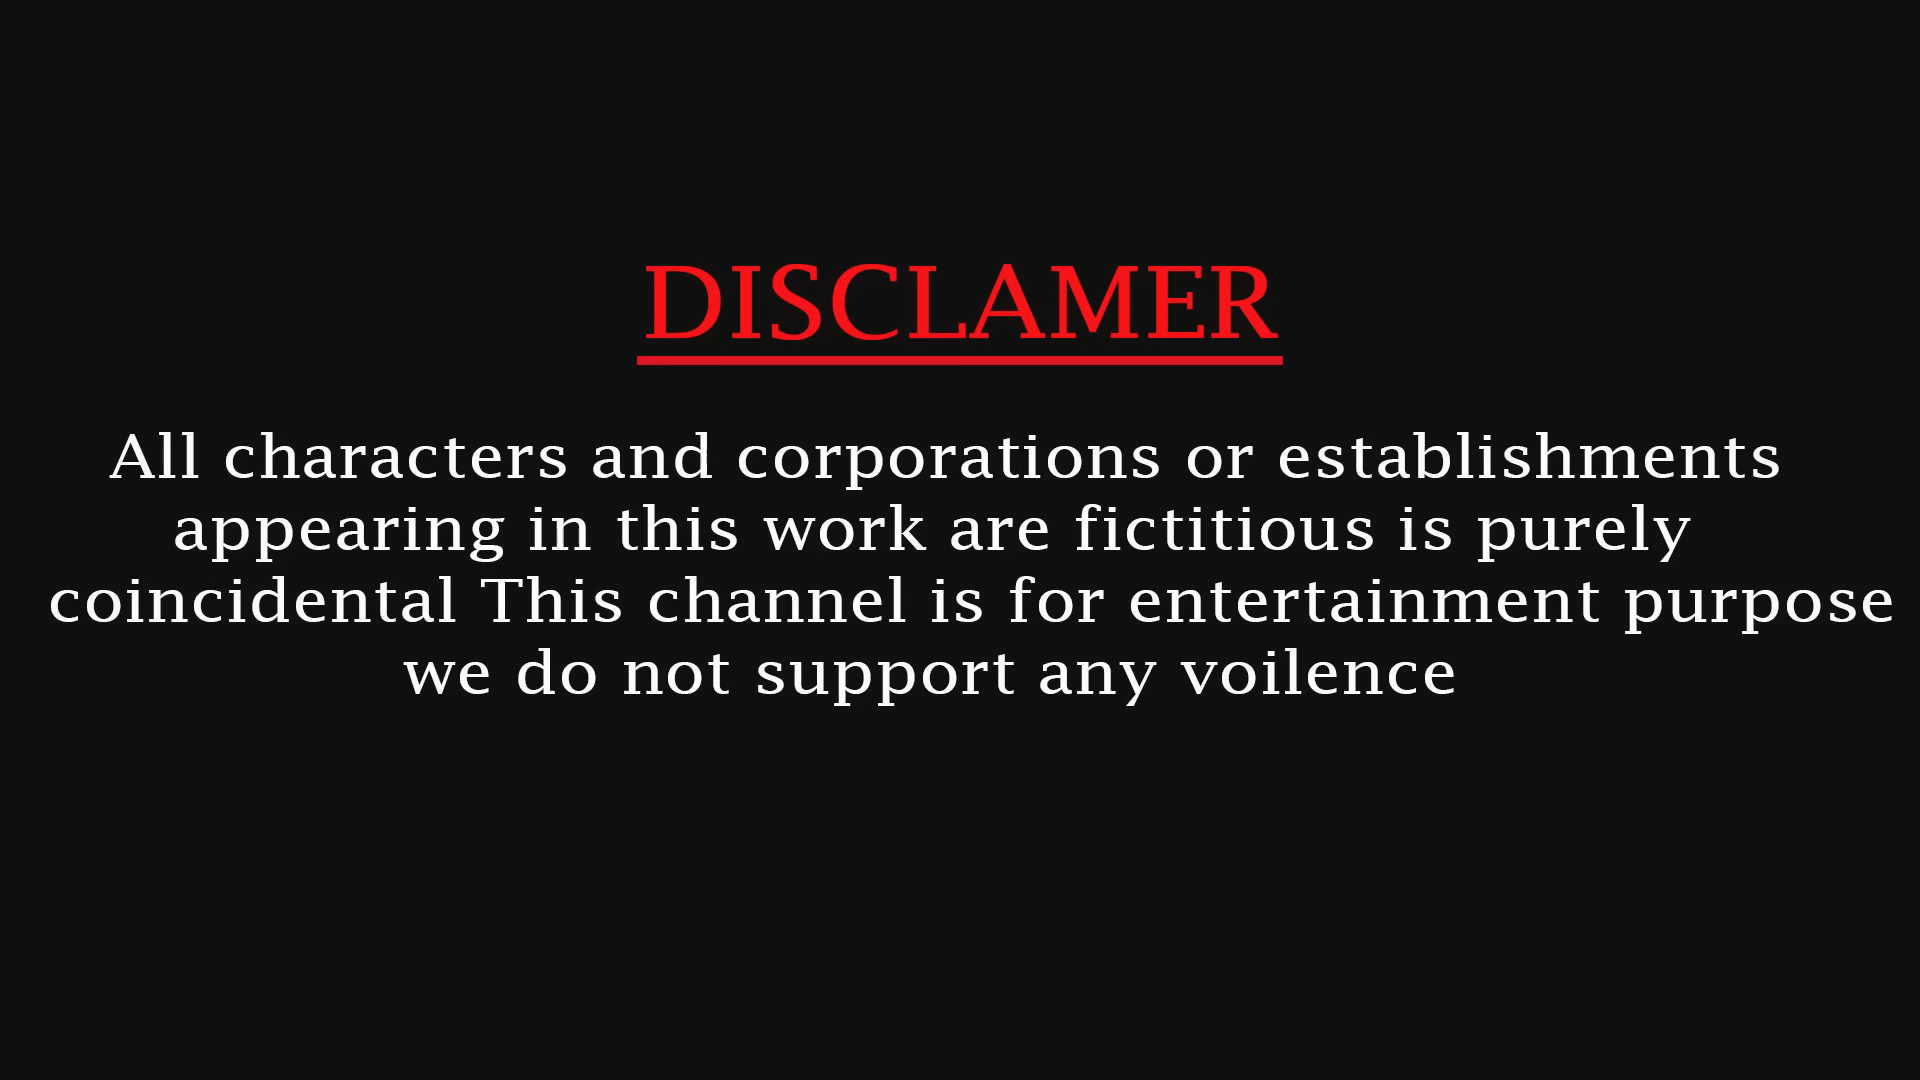 DISCLAMER
All characters and corporations or establishments
appearing in this work are fictitious is purely
coincidental This channel is for entertainment purpose
we do not support any voilence